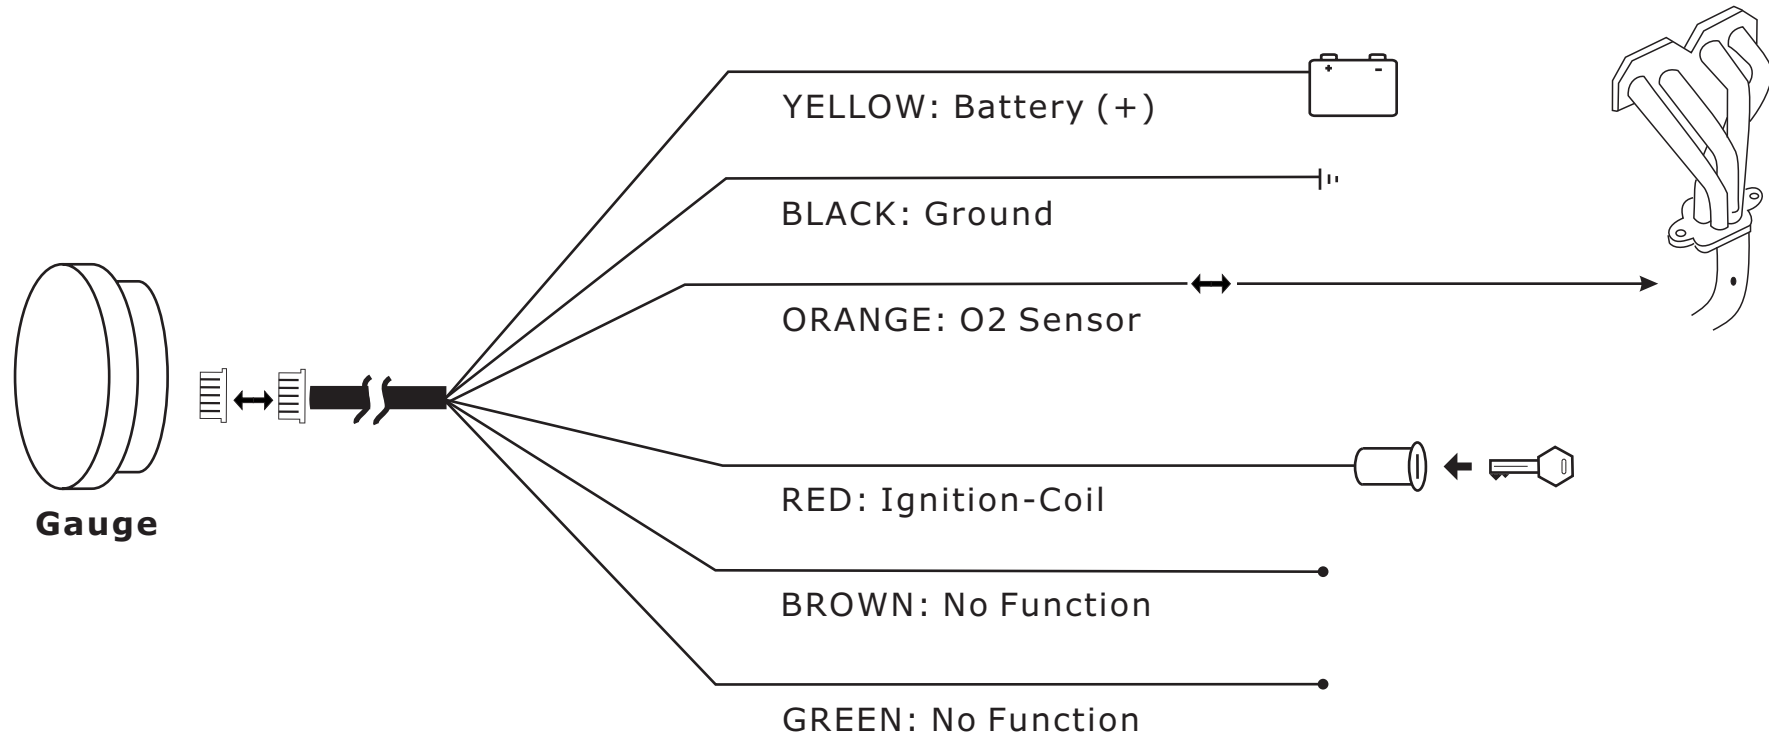 YELLOW: Battery (+)
BLACK: Ground
ORANGE: O2 Sensor
Gauge
RED: Ignition-Coil
BROWN: No Function
GREEN: No Function